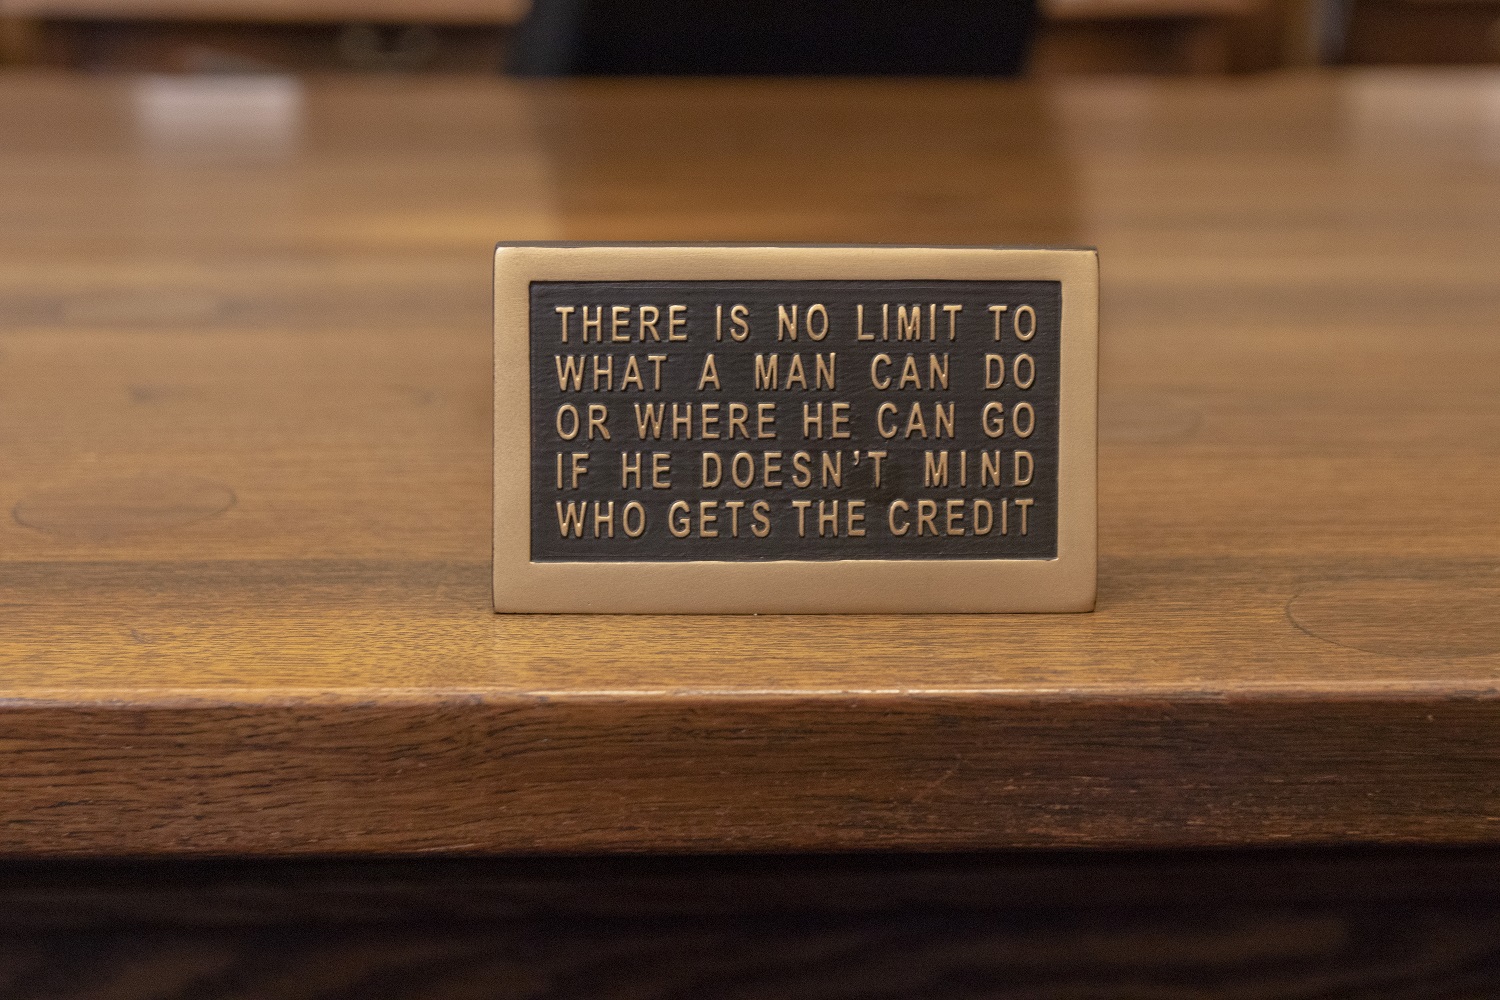 THERE IS NO LIMIT TO
WHAT A MAN CAN DO
OR WHERE HE CAN GO
IF HE DOESN'T MIND
WHO GETS THE CREDIT